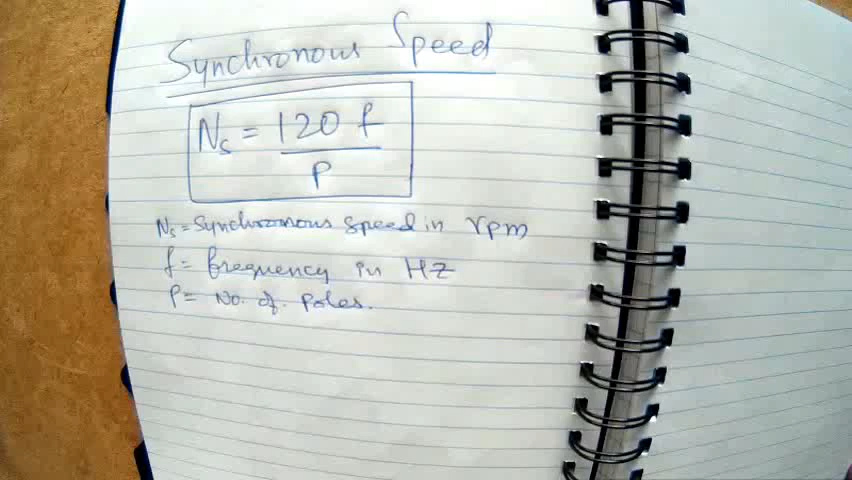 Synchronous Speed
Ns = 120 f
P
Ns = Synchronous Speed in rpm
f = frequency in HZ
P = No. of. Poles.